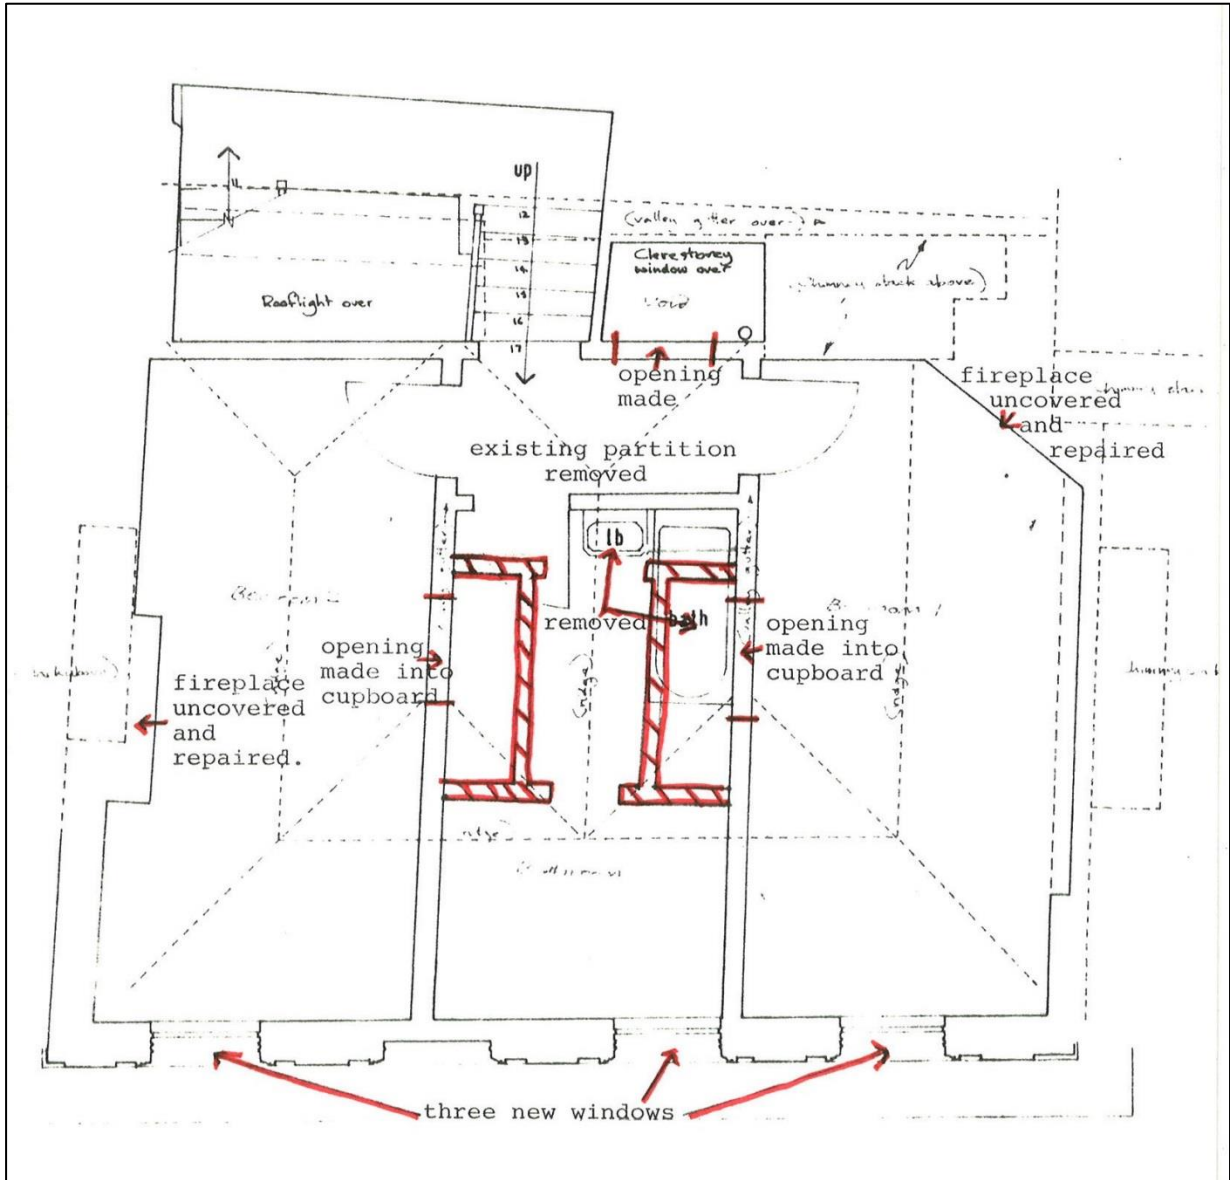 up
11
12
(valley gutter over)
13
Clerestorey
window over
14
(chimney stack above)
Void
15
Rooflight over
16
17
opening
made
fireplace
uncovered
and
repaired
existing partition
removed
lb
removed
bath
opening
made into
cupboard
opening
made into
cupboard
(ridge)
(ridge)
fireplace
uncovered
and
repaired.
three new windows